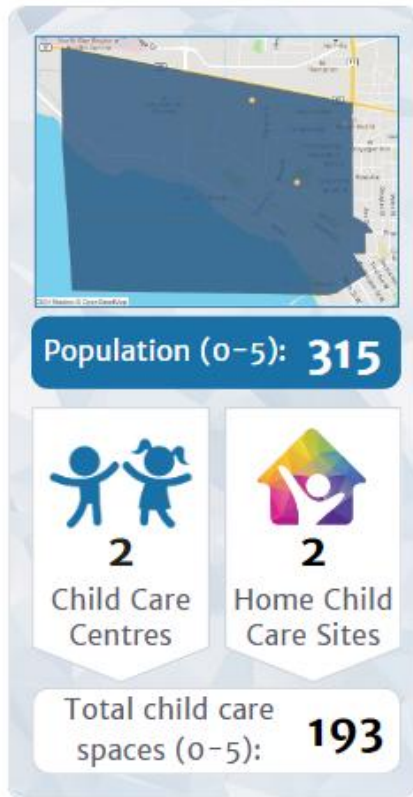 Population (0-5): 315
2
Child Care
Centres
2
Home Child
Care Sites
Total child care
spaces (0-5): 193